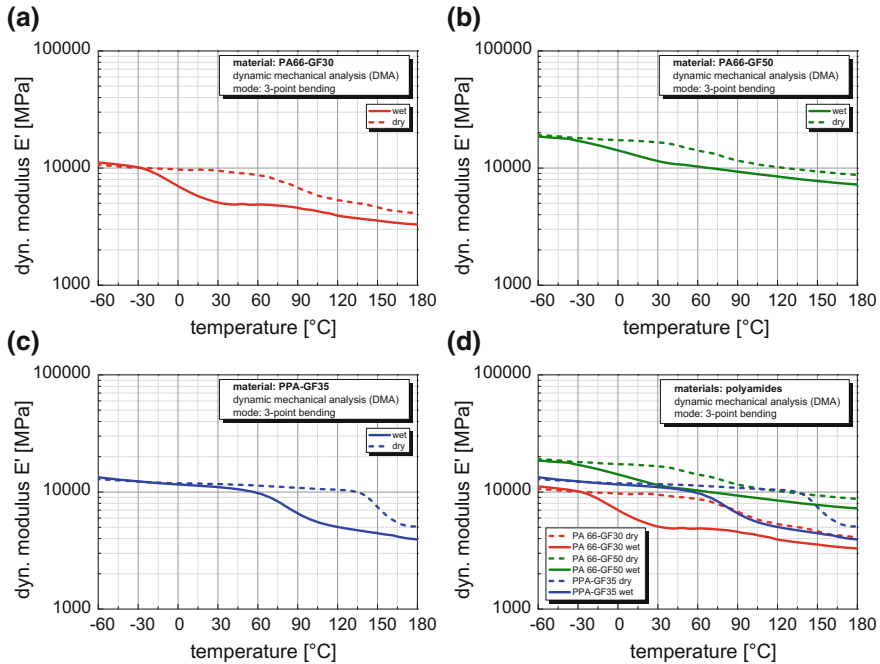 (a)
100000
material: PA66-GF30
dynamic mechanical analysis (DMA)
mode: 3-point bending
wet
dry
10000
1000
dyn. modulus E' [MPa]
-60 -30 0 30 60 90 120 150 180
temperature [°C]
(b)
100000
material: PA66-GF50
dynamic mechanical analysis (DMA)
mode: 3-point bending
wet
dry
10000
1000
dyn. modulus E' [MPa]
-60 -30 0 30 60 90 120 150 180
temperature [°C]
(c)
100000
material: PPA-GF35
dynamic mechanical analysis (DMA)
mode: 3-point bending
wet
dry
10000
1000
dyn. modulus E' [MPa]
-60 -30 0 30 60 90 120 150 180
temperature [°C]
(d)
100000
materials: polyamides
dynamic mechanical analysis (DMA)
mode: 3-point bending
10000
PA 66-GF30 dry
PA 66-GF30 wet
PA 66-GF50 dry
PA 66-GF50 wet
PPA-GF35 dry
PPA-GF35 wet
1000
dyn. modulus E' [MPa]
-60 -30 0 30 60 90 120 150 180
temperature [°C]